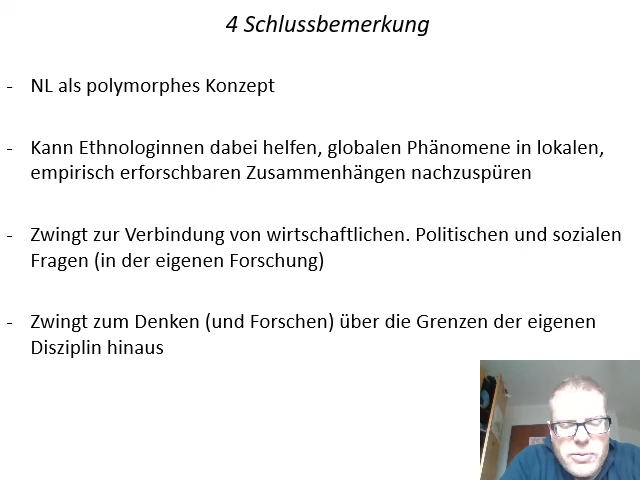 4 Schlussbemerkung
- NL als polymorphes Konzept
- Kann Ethnologinnen dabei helfen, globalen Phänomene in lokalen,
empirisch erforschbaren Zusammenhängen nachzuspüren
- Zwingt zur Verbindung von wirtschaftlichen. Politischen und sozialen
Fragen (in der eigenen Forschung)
- Zwingt zum Denken (und Forschen) über die Grenzen der eigenen
Disziplin hinaus